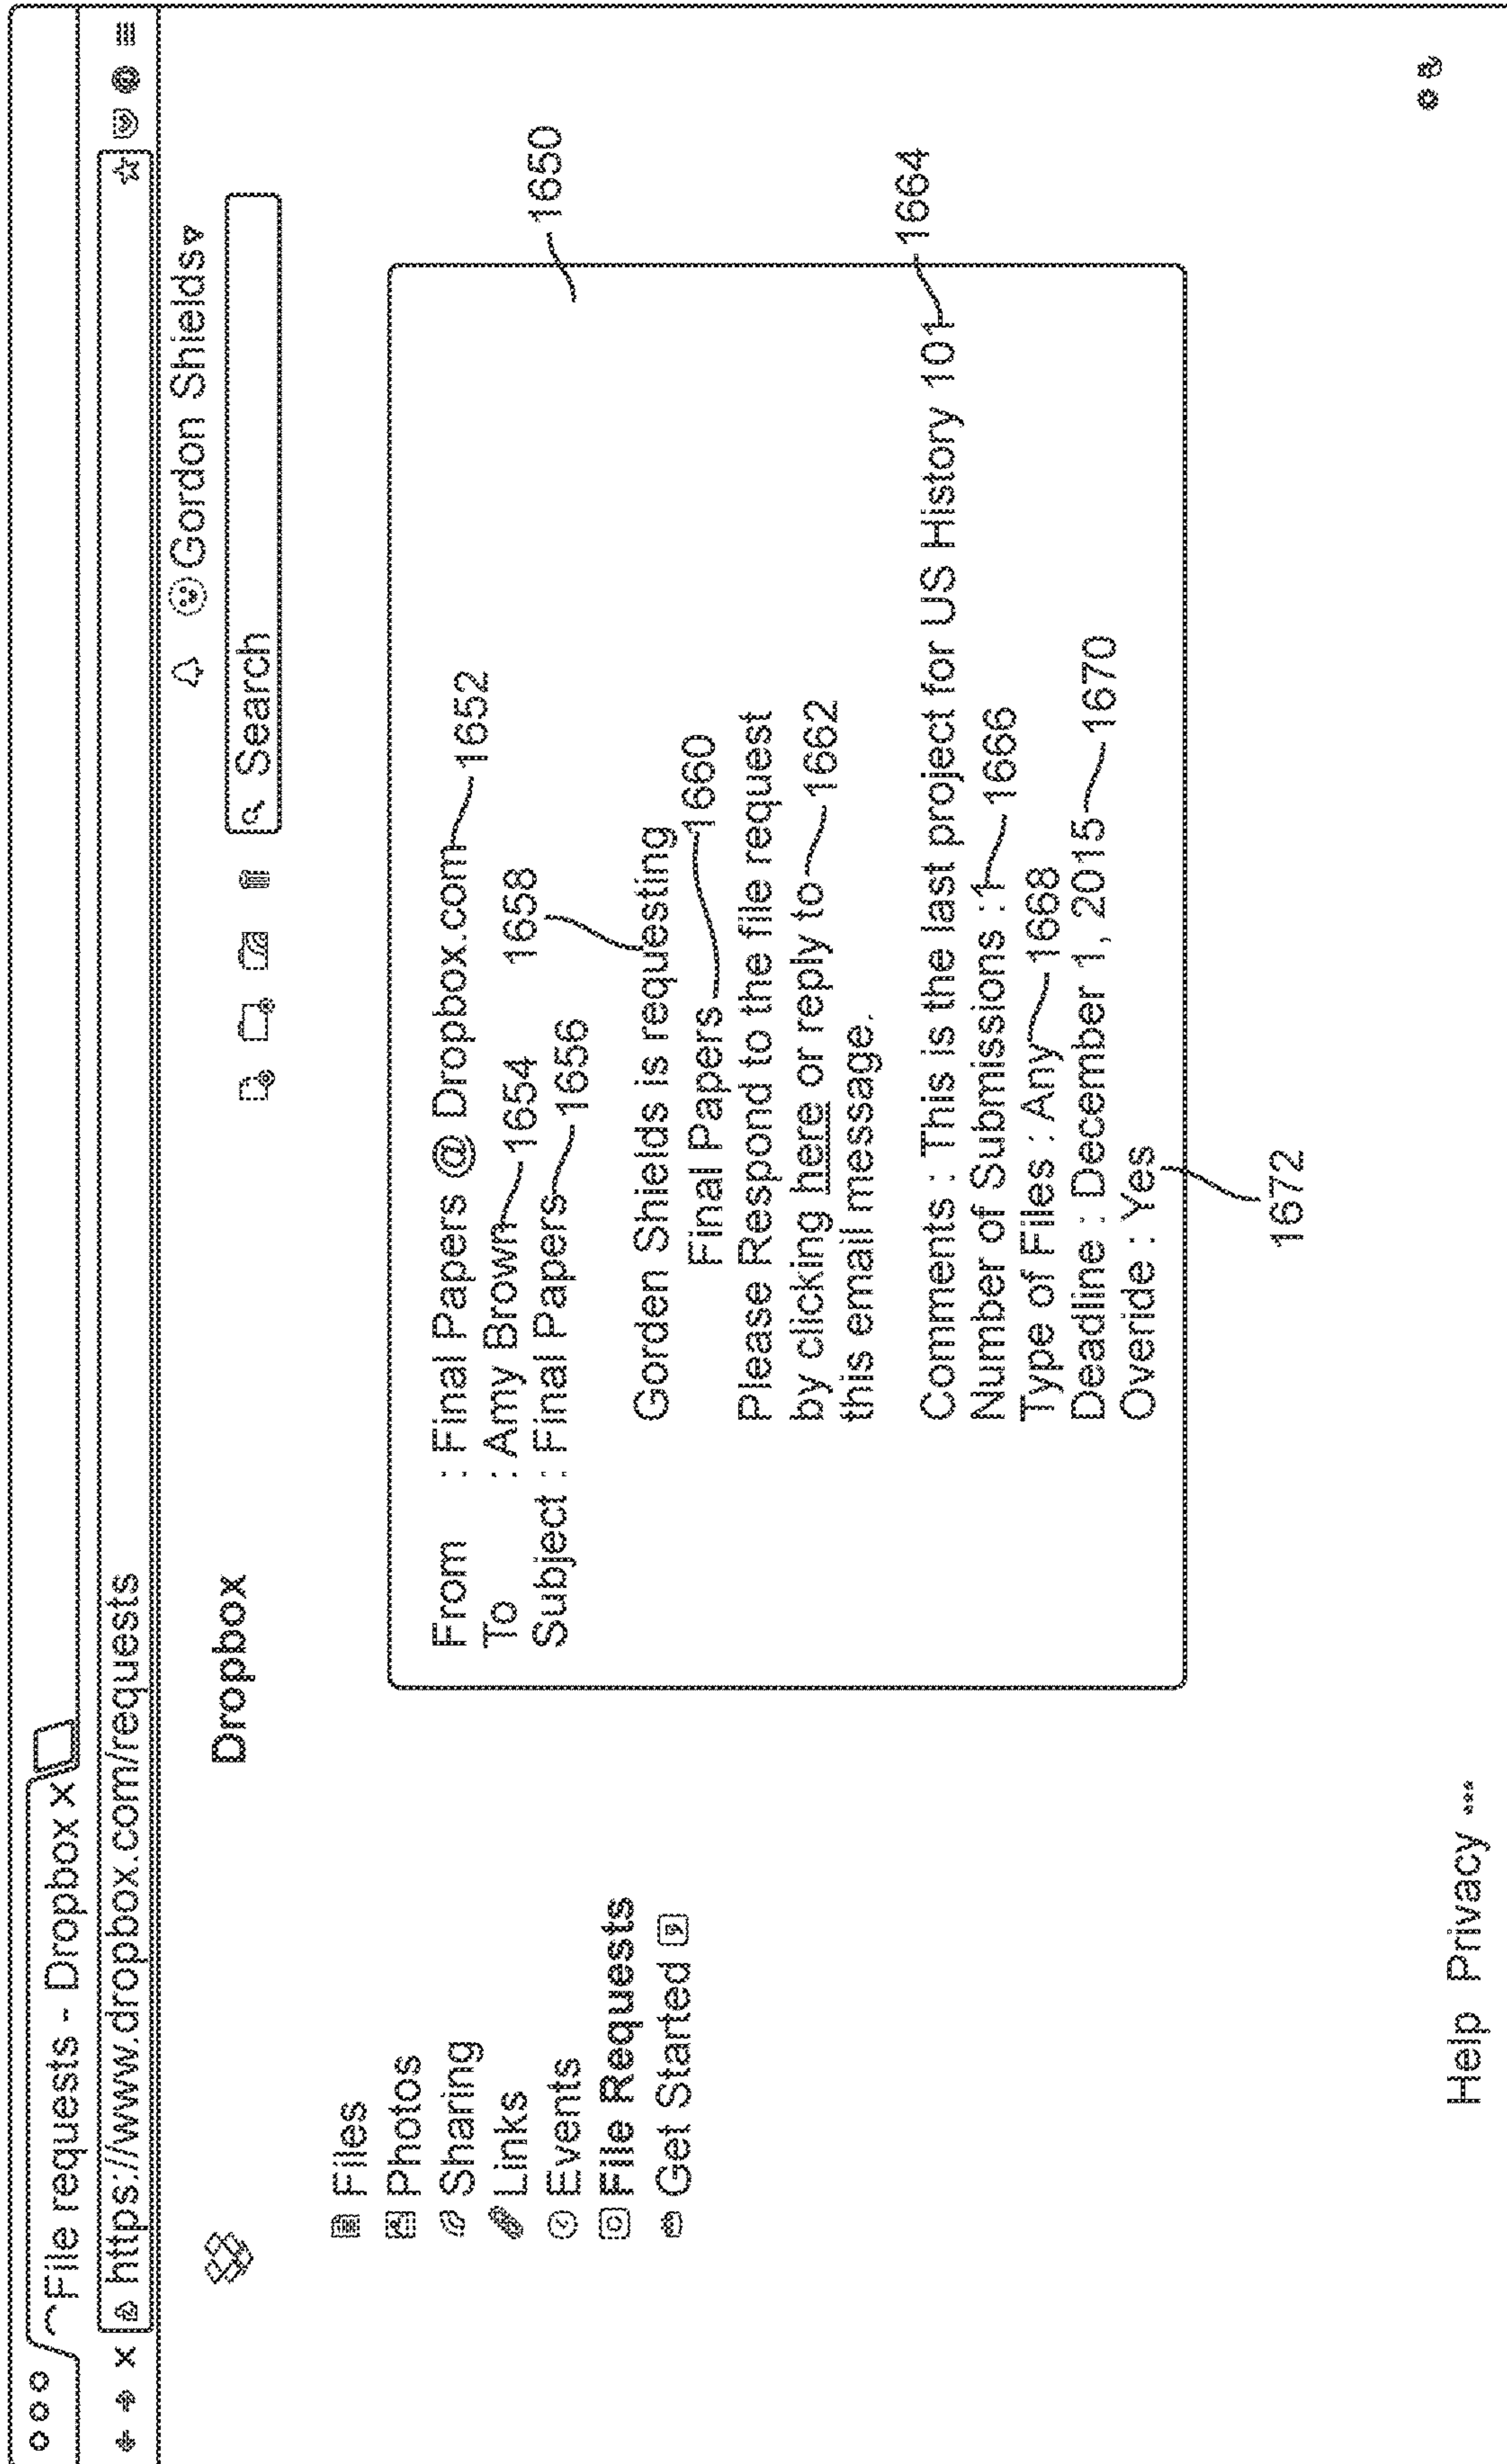 File requests - Dropbox X
https://www.dropbox.com/requests
Gordon Shields
Dropbox
Search
Files
Photos
Sharing
Links
Events
File Requests
Get Started
From : Final Papers @ Dropbox.com 1652
To : Amy Brown 1654
Subject : Final Papers 1656
1658
1650
Gorden Shields is requesting
Final Papers 1660
Please Respond to the file request
by clicking here or reply to 1662
this email message.
Comments : This is the last project for US History 101 1664
Number of Submissions : 1 1666
Type of Files : Any 1668
Deadline : December 1, 2015 1670
Overide : Yes
1672
Help Privacy ...